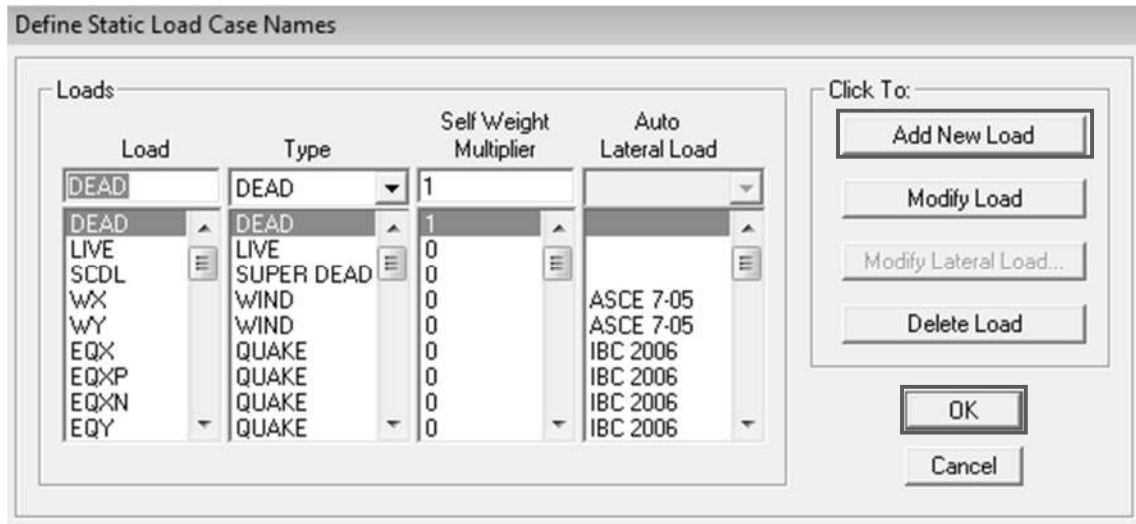 Define Static Load Case Names
Loads
Click To:
Load Type Self Weight Multiplier Auto Lateral Load
DEAD DEAD 1
DEAD DEAD 1
LIVE LIVE 0
SCDL SUPER DEAD 0
WX WIND 0 ASCE 7-05
WY WIND 0 ASCE 7-05
EQX QUAKE 0 IBC 2006
EQXP QUAKE 0 IBC 2006
EQXN QUAKE 0 IBC 2006
EQY QUAKE 0 IBC 2006
Add New Load
Modify Load
Modify Lateral Load...
Delete Load
OK
Cancel